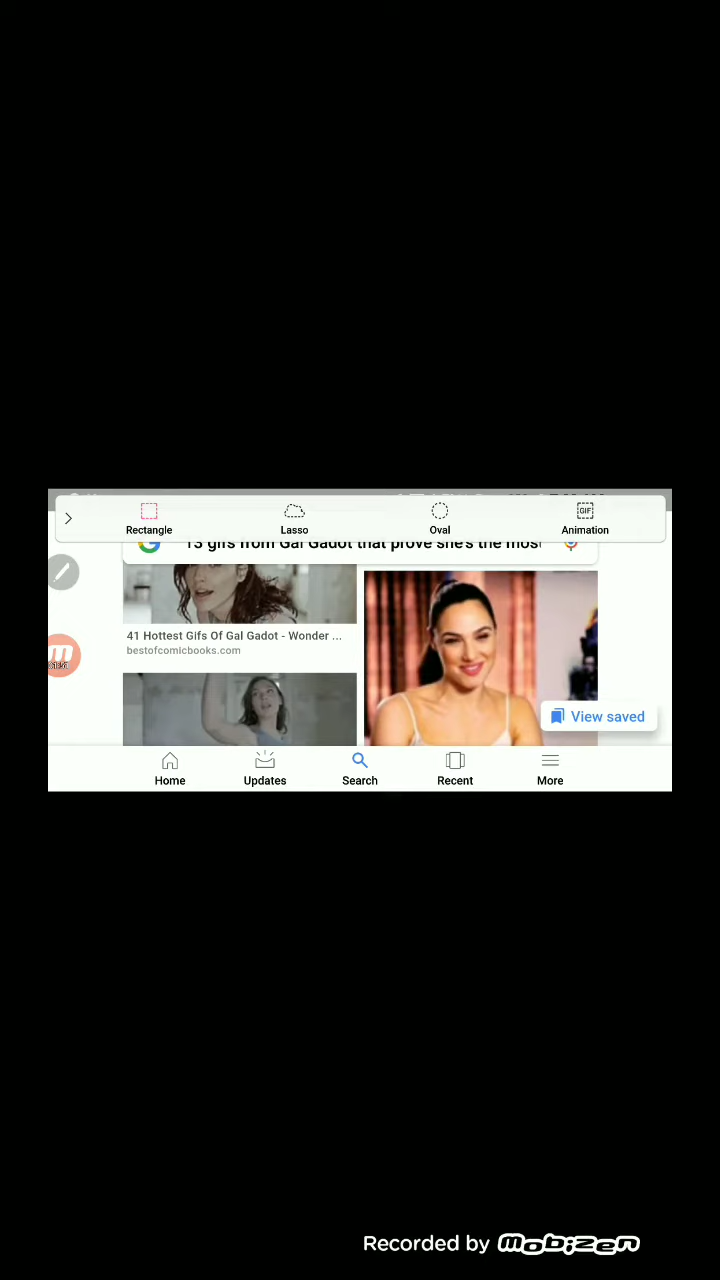 GIF
Rectangle
Lasso
Oval
Animation
13 gifs from Gal Gadot that prove she's the most
41 Hottest Gifs Of Gal Gadot - Wonder ...
bestofcomicbooks.com
View saved
Home
Updates
Search
Recent
More
Recorded by Mobizen